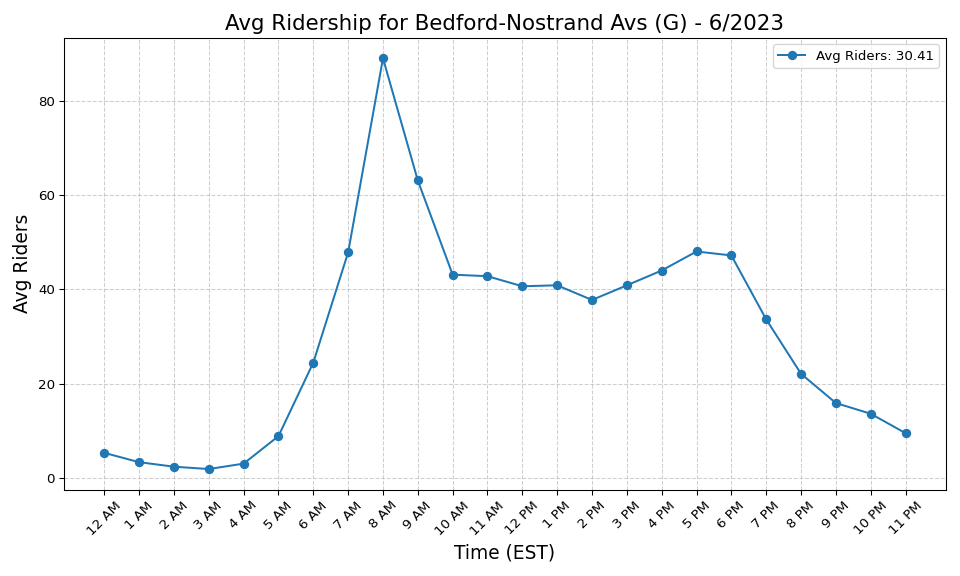 Avg Ridership for Bedford-Nostrand Avs (G) - 6/2023
Avg Riders: 30.41
Avg Riders
80
60
40
20
0
12 AM
1 AM
2 AM
3 AM
4 AM
5 AM
6 AM
7 AM
8 AM
9 AM
10 AM
11 AM
12 PM
1 PM
2 PM
3 PM
4 PM
5 PM
6 PM
7 PM
8 PM
9 PM
10 PM
11 PM
Time (EST)